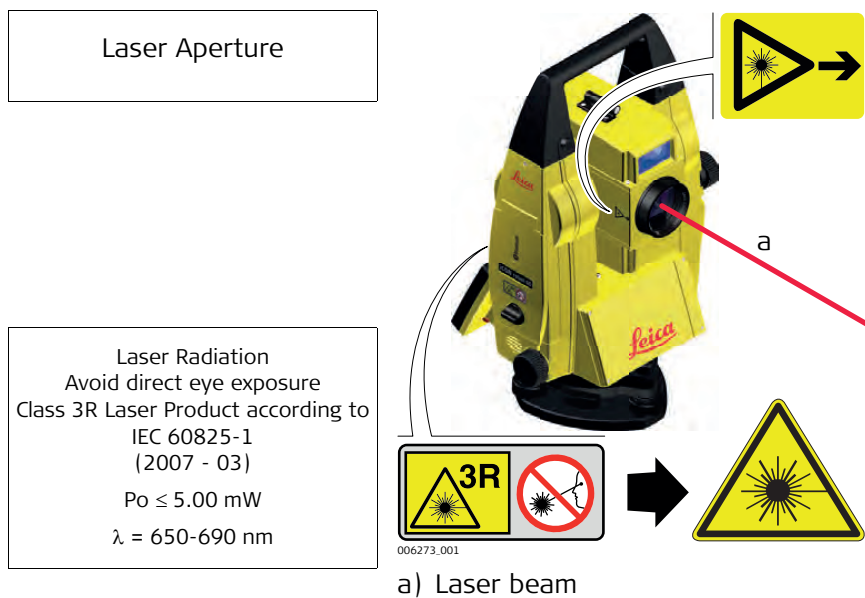 Laser Aperture
Leica
a
Leica
Laser Radiation
Avoid direct eye exposure
Class 3R Laser Product according to
IEC 60825-1
(2007 - 03)
Po ≤ 5.00 mW
λ = 650-690 nm
3R
006273_001
a) Laser beam